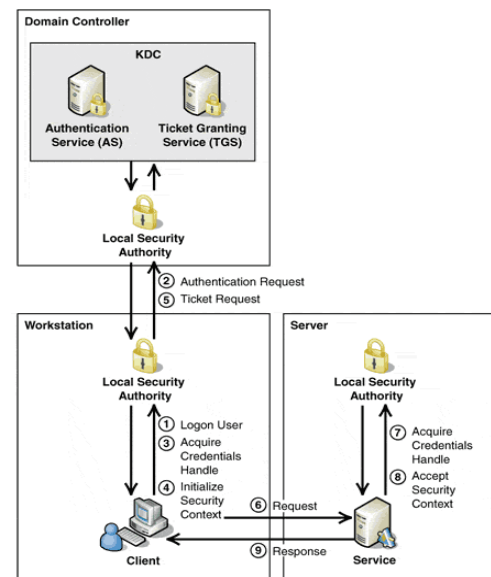 Domain Controller
KDC
Authentication
Service (AS)
Ticket Granting
Service (TGS)
Local Security
Authority
2 Authentication Request
5 Ticket Request
Workstation
Local Security
Authority
1 Logon User
3 Acquire
Credentials
Handle
4 Initialize
Security
Context
Client
6 Request
9 Response
Server
Local Security
Authority
7 Acquire
Credentials
Handle
8 Accept
Security
Context
Service